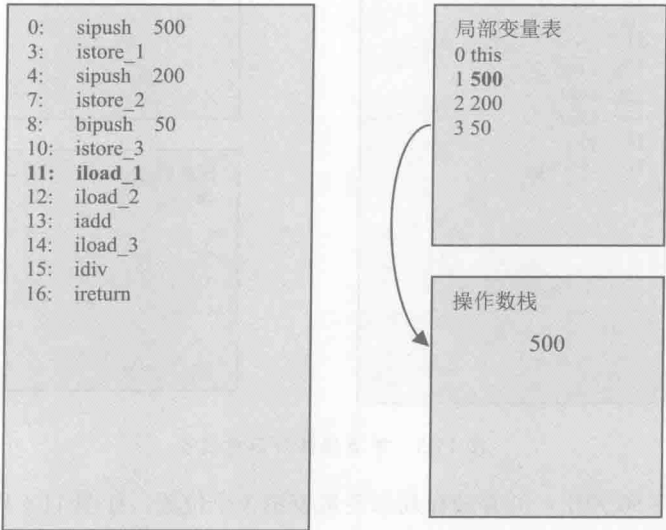 0: sipush 500
3: istore_1
4: sipush 200
7: istore_2
8: bipush 50
10: istore_3
11: iload_1
12: iload_2
13: iadd
14: iload_3
15: idiv
16: ireturn
局部变量表
0 this
1 500
2 200
3 50
操作数栈
500